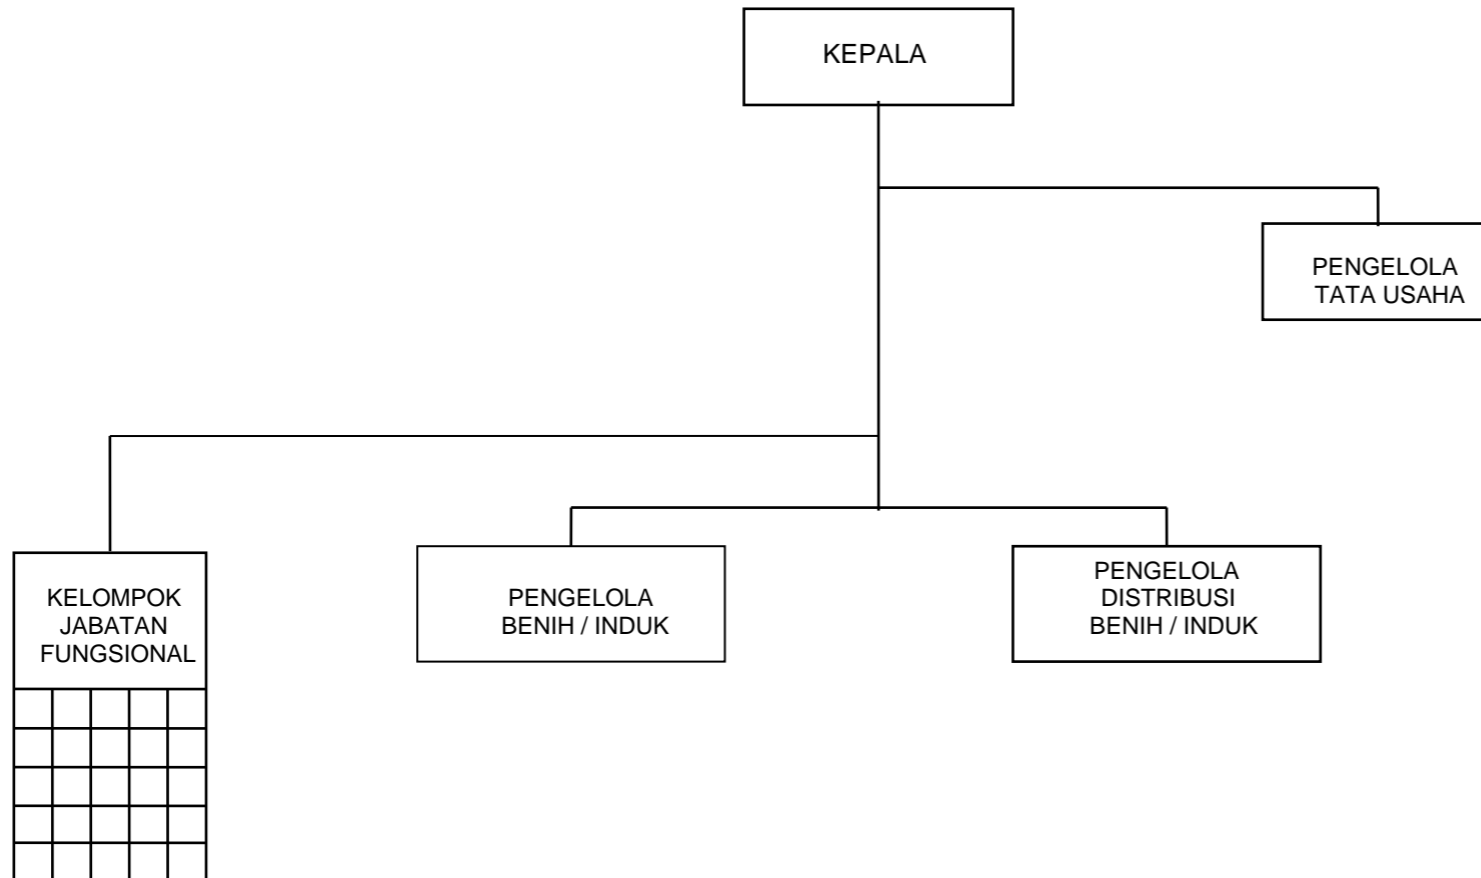 KEPALA
PENGELOLA
TATA USAHA
KELOMPOK
JABATAN
FUNGSIONAL
PENGELOLA
BENIH / INDUK
PENGELOLA
DISTRIBUSI
BENIH / INDUK